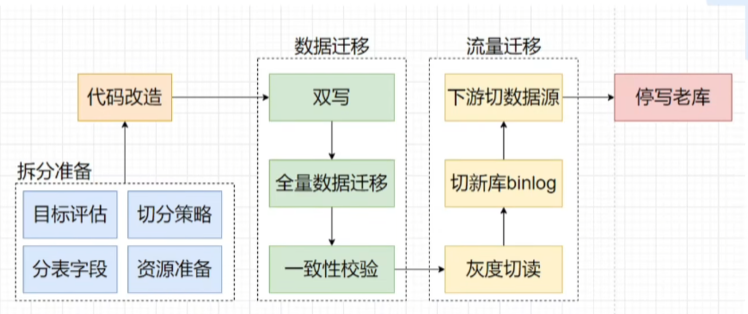 数据迁移
流量迁移
代码改造
双写
下游切数据源
停写老库
拆分准备
全量数据迁移
切新库binlog
目标评估
切分策略
分表字段
资源准备
一致性校验
灰度切读